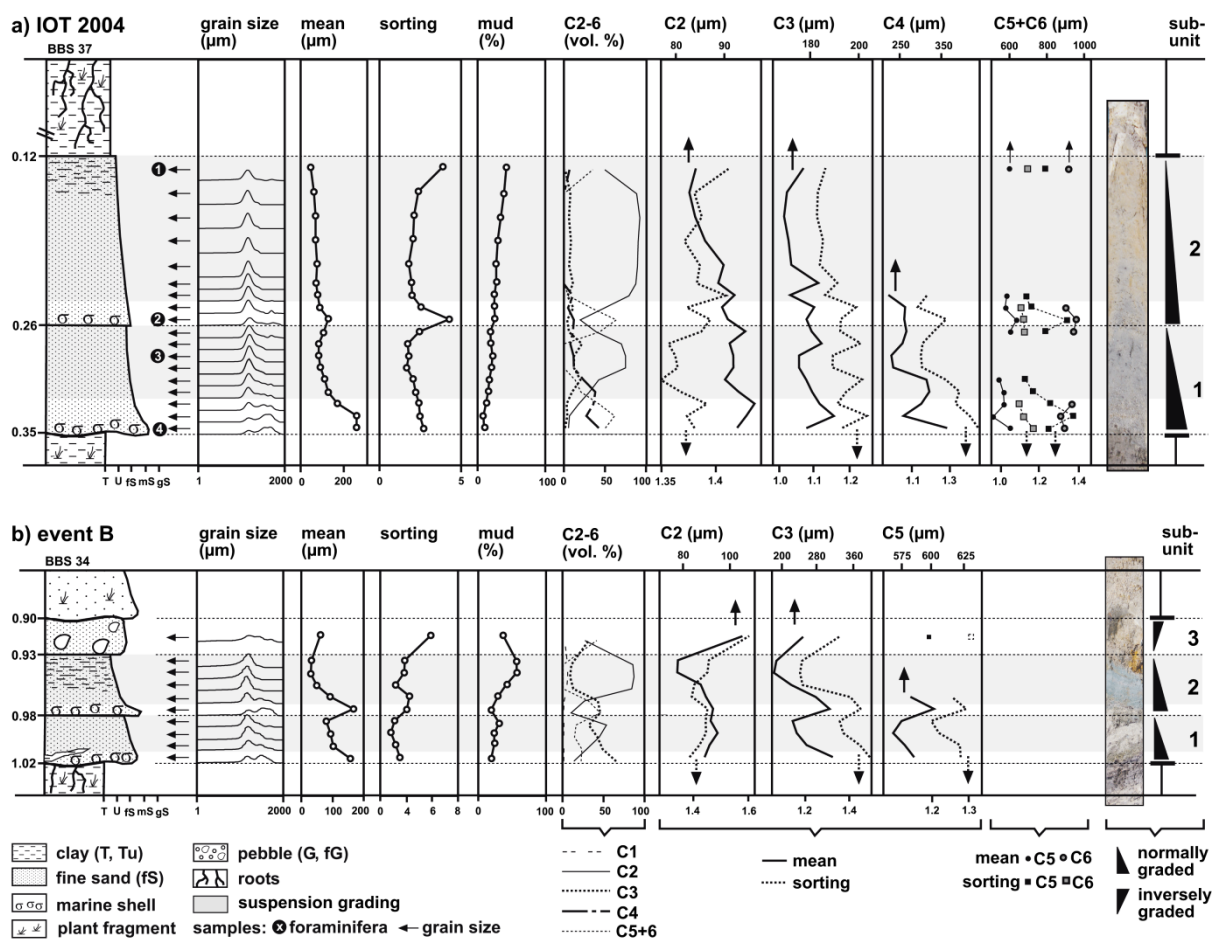 a) IOT 2004
BBS 37
grain size (µm)
mean (µm)
sorting
mud (%)
C2-6 (vol. %)
C2 (µm)
80 90
C3 (µm)
180 200
C4 (µm)
250 350
C5+C6 (µm)
600 800 1000
sub-unit
0.12
0.26
0.35
1
2
3
4
2
1
T U fS mS gS
1 2000
0 200
0 5
0 100
0 50 100
1.35 1.4
1.0 1.1 1.2
1.1 1.3
1.0 1.2 1.4
b) event B
BBS 34
grain size (µm)
mean (µm)
sorting
mud (%)
C2-6 (vol. %)
C2 (µm)
80 100
C3 (µm)
200 280 360
C5 (µm)
575 600 625
sub-unit
0.90
0.93
0.98
1.02
3
2
1
T U fS mS gS
1 2000
0 100 200
0 4 8
0 100
0 50 100
1.4 1.6
1.2 1.4
1.2 1.3
clay (T, Tu)
fine sand (fS)
marine shell
plant fragment
pebble (G, fG)
roots
suspension grading
samples: x foraminifera grain size
C1
C2
C3
C4
C5+6
mean
sorting
mean C5 C6
sorting C5 C6
normally graded
inversely graded